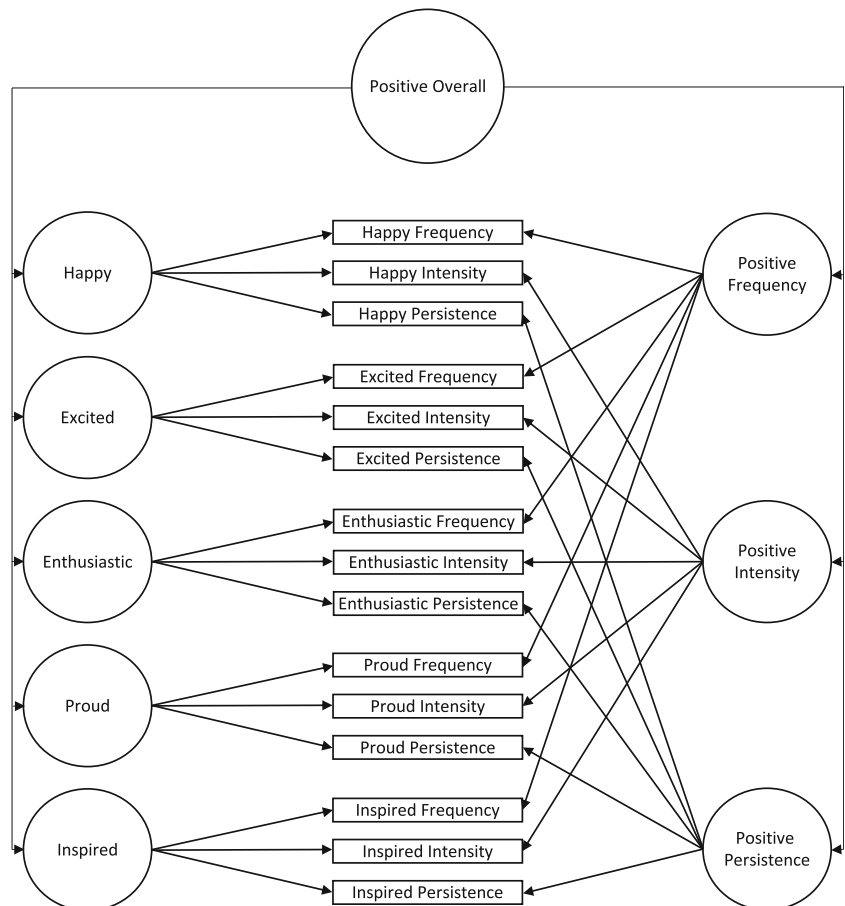 Positive Overall
Happy
Excited
Enthusiastic
Proud
Inspired
Happy Frequency
Happy Intensity
Happy Persistence
Excited Frequency
Excited Intensity
Excited Persistence
Enthusiastic Frequency
Enthusiastic Intensity
Enthusiastic Persistence
Proud Frequency
Proud Intensity
Proud Persistence
Inspired Frequency
Inspired Intensity
Inspired Persistence
Positive
Frequency
Positive
Intensity
Positive
Persistence